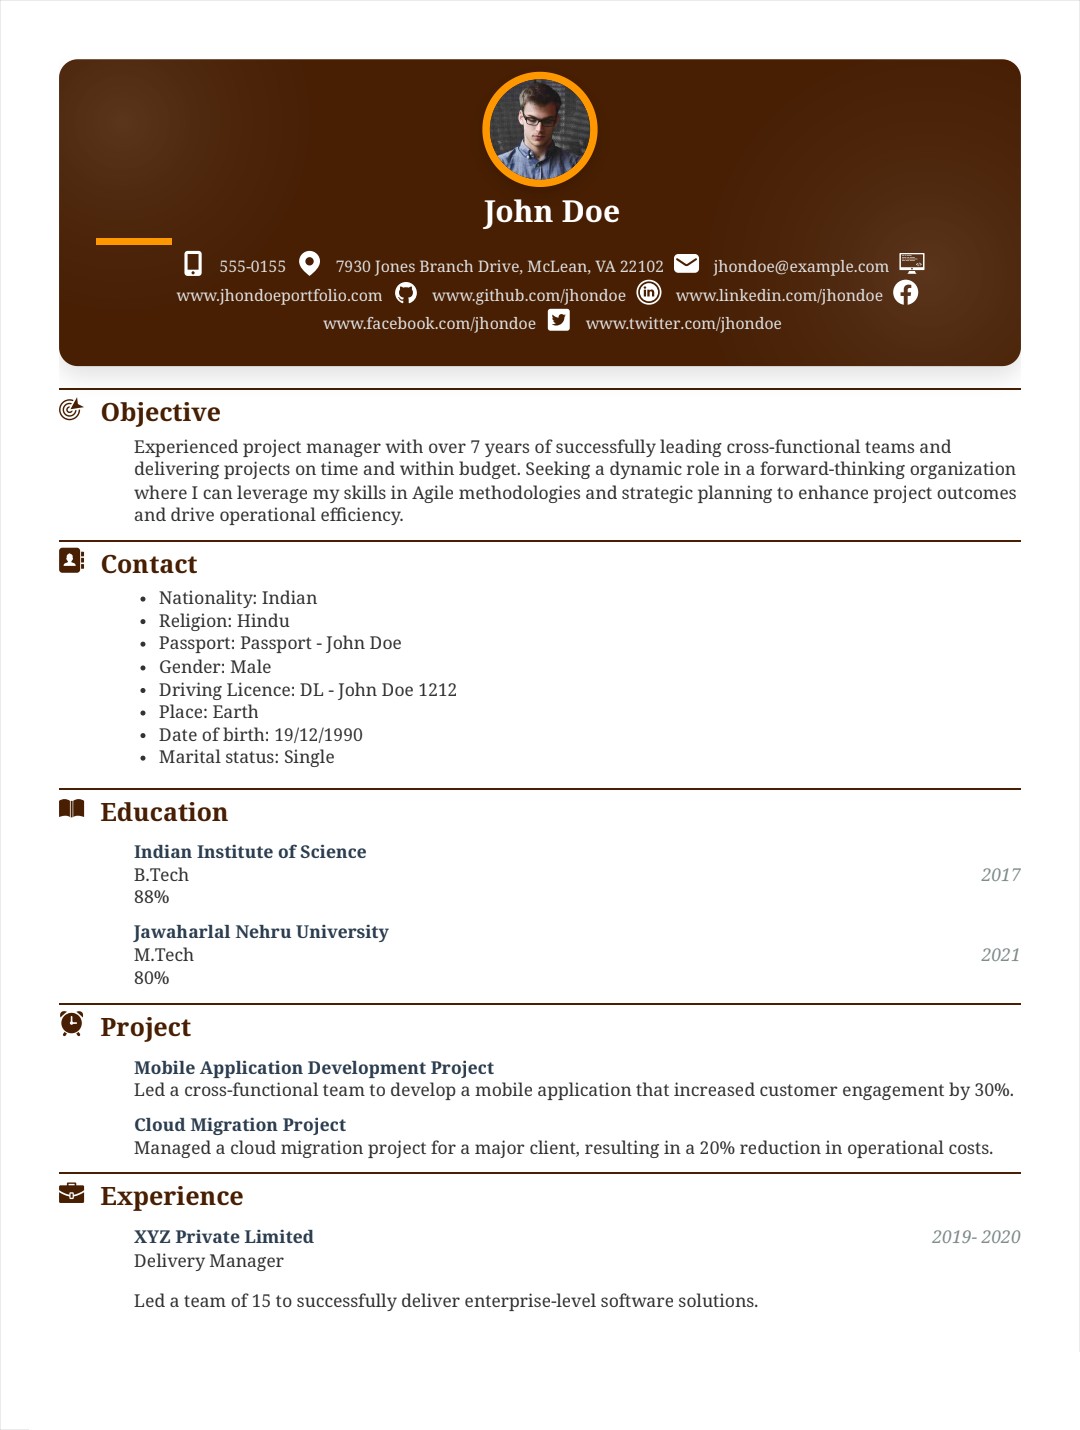 John Doe
555-0155 7930 Jones Branch Drive, McLean, VA 22102 jhondoe@example.com
www.jhondoeportfolio.com www.github.com/jhondoe www.linkedin.com/jhondoe
www.facebook.com/jhondoe www.twitter.com/jhondoe
Objective
Experienced project manager with over 7 years of successfully leading cross-functional teams and
delivering projects on time and within budget. Seeking a dynamic role in a forward-thinking organization
where I can leverage my skills in Agile methodologies and strategic planning to enhance project outcomes
and drive operational efficiency.
Contact
• Nationality: Indian
• Religion: Hindu
• Passport: Passport - John Doe
• Gender: Male
• Driving Licence: DL - John Doe 1212
• Place: Earth
• Date of birth: 19/12/1990
• Marital status: Single
Education
Indian Institute of Science
B.Tech 2017
88%
Jawaharlal Nehru University
M.Tech 2021
80%
Project
Mobile Application Development Project
Led a cross-functional team to develop a mobile application that increased customer engagement by 30%.
Cloud Migration Project
Managed a cloud migration project for a major client, resulting in a 20% reduction in operational costs.
Experience
XYZ Private Limited 2019- 2020
Delivery Manager
Led a team of 15 to successfully deliver enterprise-level software solutions.